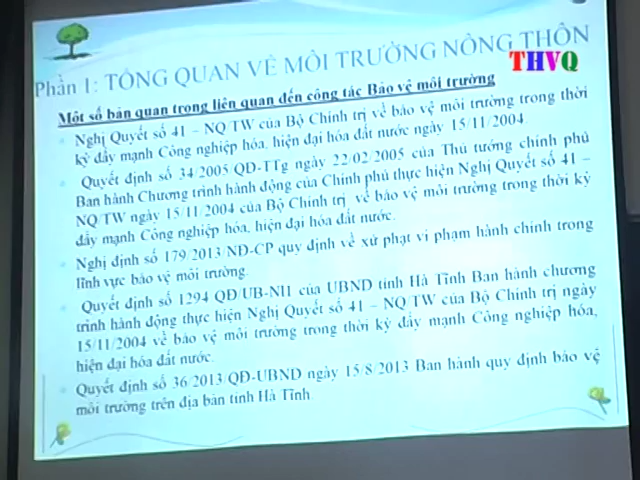 Phần 1: TỔNG QUAN VỀ MÔI TRƯỜNG NÔNG THÔN
THVQ
Một số bản quan trọng liên quan đến công tác Bảo vệ môi trường
Nghị Quyết số 41 – NQ/TW của Bộ Chính trị về bảo vệ môi trường trong thời
kỳ đẩy mạnh Công nghiệp hóa, hiện đại hóa đất nước ngày 15/11/2004
Quyết định số 34/2005/QĐ-TTg ngày 22/02/2005 của Thủ tướng chính phủ
Ban hành Chương trình hành động của Chính phủ thực hiện Nghị Quyết số 41 –
NQ/TW ngày 15/11/2004 của Bộ Chính trị về bảo vệ môi trường trong thời kỳ
đẩy mạnh Công nghiệp hóa, hiện đại hóa đất nước.
Nghị định số 179/2013/NĐ-CP quy định về xử phạt vi phạm hành chính trong
lĩnh vực bảo vệ môi trường.
Quyết định số 1294 QĐ/UB-NH1 của UBND tỉnh Hà Tĩnh Ban hành chương
trình hành động thực hiện Nghị Quyết số 41 – NQ/TW của Bộ Chính trị ngày
15/11/2004 về bảo vệ môi trường trong thời kỳ đẩy mạnh Công nghiệp hóa,
hiện đại hóa đất nước.
Quyết định số 36/2013/QĐ-UBND ngày 15/8/2013 Ban hành quy định bảo vệ
môi trường trên địa bàn tỉnh Hà Tĩnh